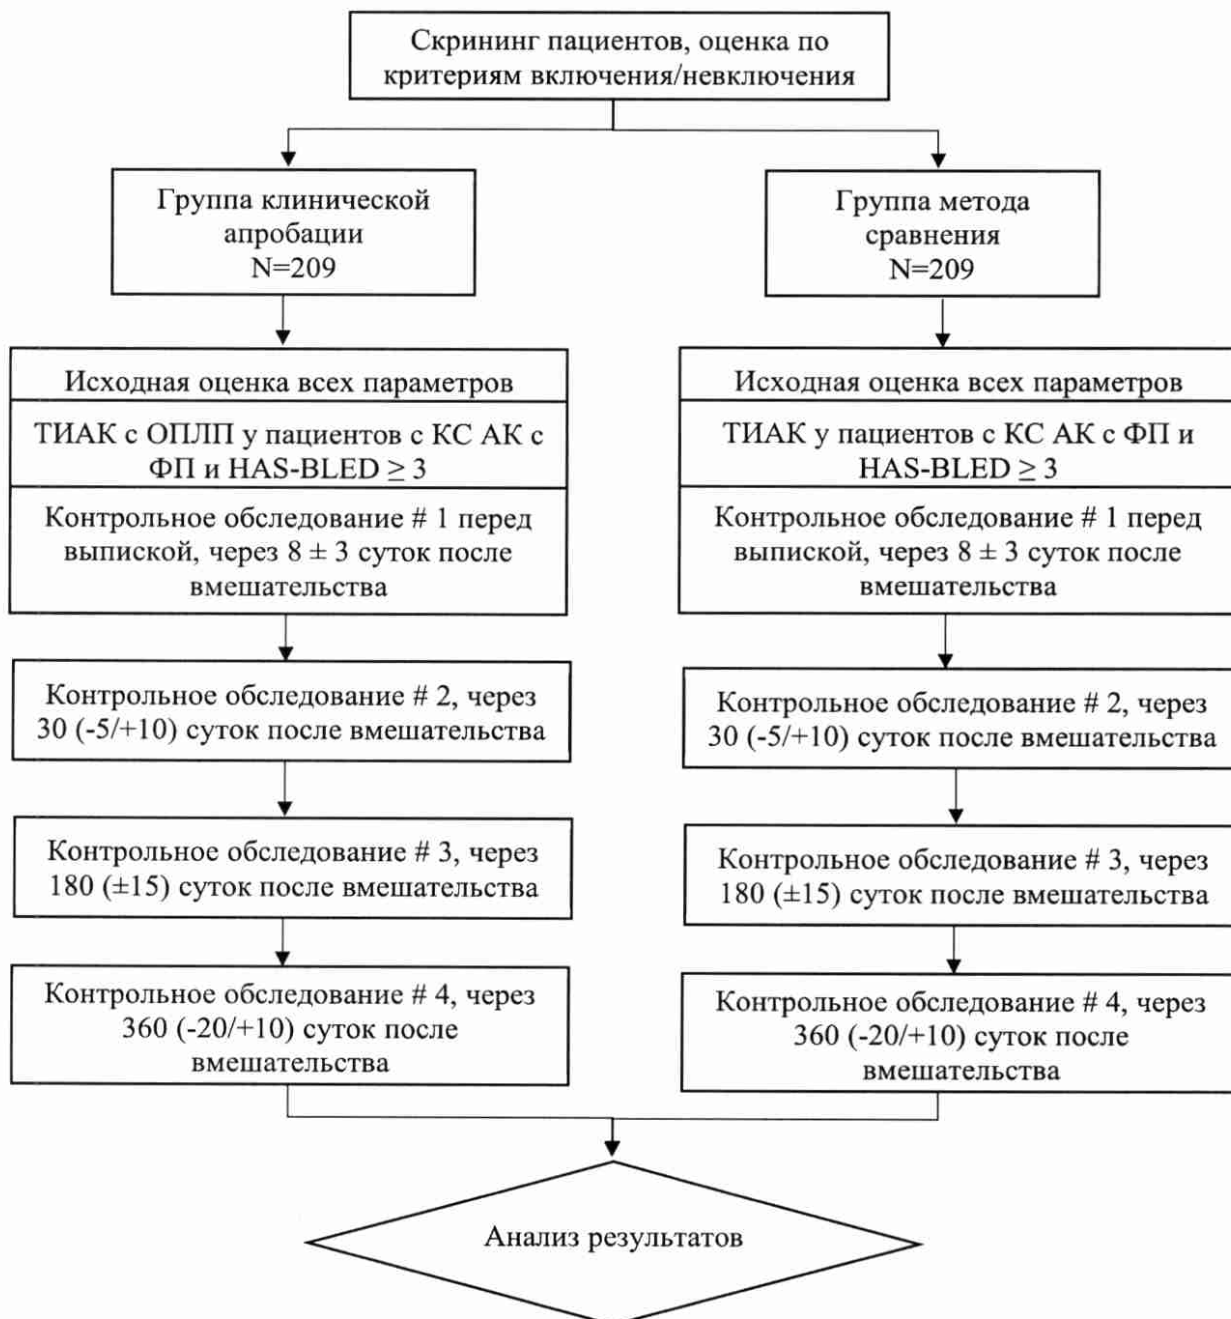 Скрининг пациентов, оценка по
критериям включения/невключения
Группа клинической
апробации
N=209
Группа метода
сравнения
N=209
Исходная оценка всех параметров
ТИАК с ОПЛП у пациентов с КС АК с
ФП и HAS-BLED ≥ 3
Контрольное обследование # 1 перед
выпиской, через 8 ± 3 суток после
вмешательства
Исходная оценка всех параметров
ТИАК у пациентов с КС АК с ФП и
HAS-BLED ≥ 3
Контрольное обследование # 1 перед
выпиской, через 8 ± 3 суток после
вмешательства
Контрольное обследование # 2, через
30 (-5/+10) суток после вмешательства
Контрольное обследование # 2, через
30 (-5/+10) суток после вмешательства
Контрольное обследование # 3, через
180 (±15) суток после вмешательства
Контрольное обследование # 3, через
180 (±15) суток после вмешательства
Контрольное обследование # 4, через
360 (-20/+10) суток после
вмешательства
Контрольное обследование # 4, через
360 (-20/+10) суток после
вмешательства
Анализ результатов